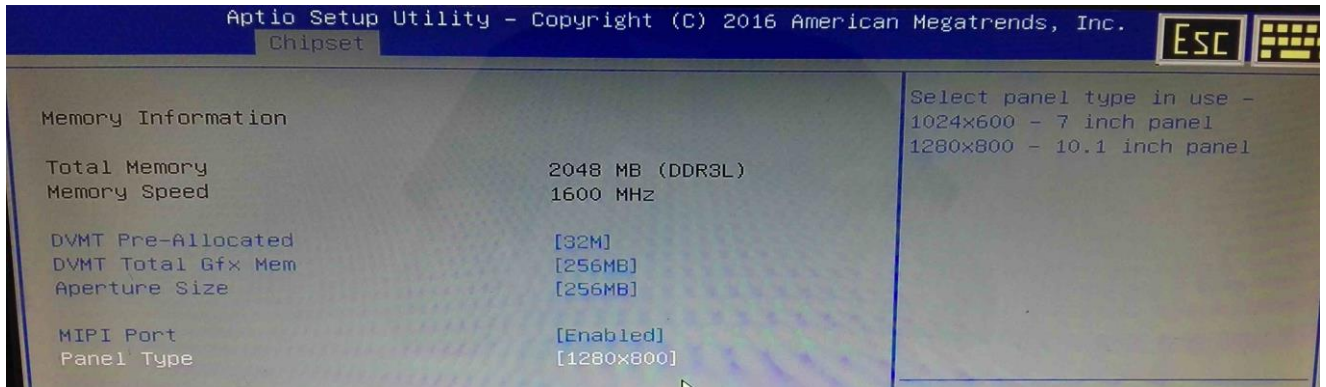 Aptio Setup Utility – Copyright (C) 2016 American Megatrends, Inc.
Esc
Chipset
Memory Information
Total Memory 2048 MB (DDR3L)
Memory Speed 1600 MHz
DVMT Pre-Allocated [32M]
DVMT Total Gfx Mem [256MB]
Aperture Size [256MB]
MIPI Port [Enabled]
Panel Type [1280x800]
Select panel type in use -
1024x600 - 7 inch panel
1280x800 - 10.1 inch panel